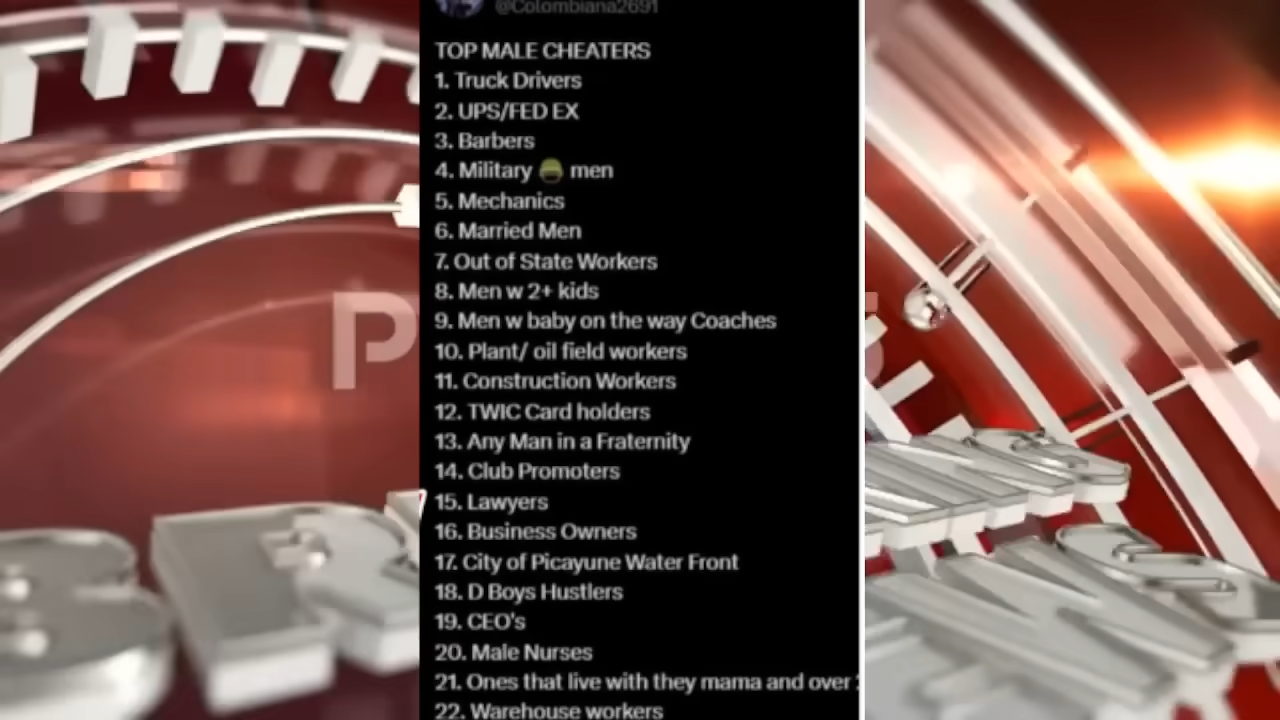 @Colombiana2691
TOP MALE CHEATERS
1. Truck Drivers
2. UPS/FED EX
3. Barbers
4. Military 🪖 men
5. Mechanics
6. Married Men
7. Out of State Workers
8. Men w 2+ kids
9. Men w baby on the way Coaches
10. Plant/ oil field workers
11. Construction Workers
12. TWIC Card holders
13. Any Man in a Fraternity
14. Club Promoters
15. Lawyers
16. Business Owners
17. City of Picayune Water Front
18. D Boys Hustlers
19. CEO's
20. Male Nurses
21. Ones that live with they mama and over
22. Warehouse workers